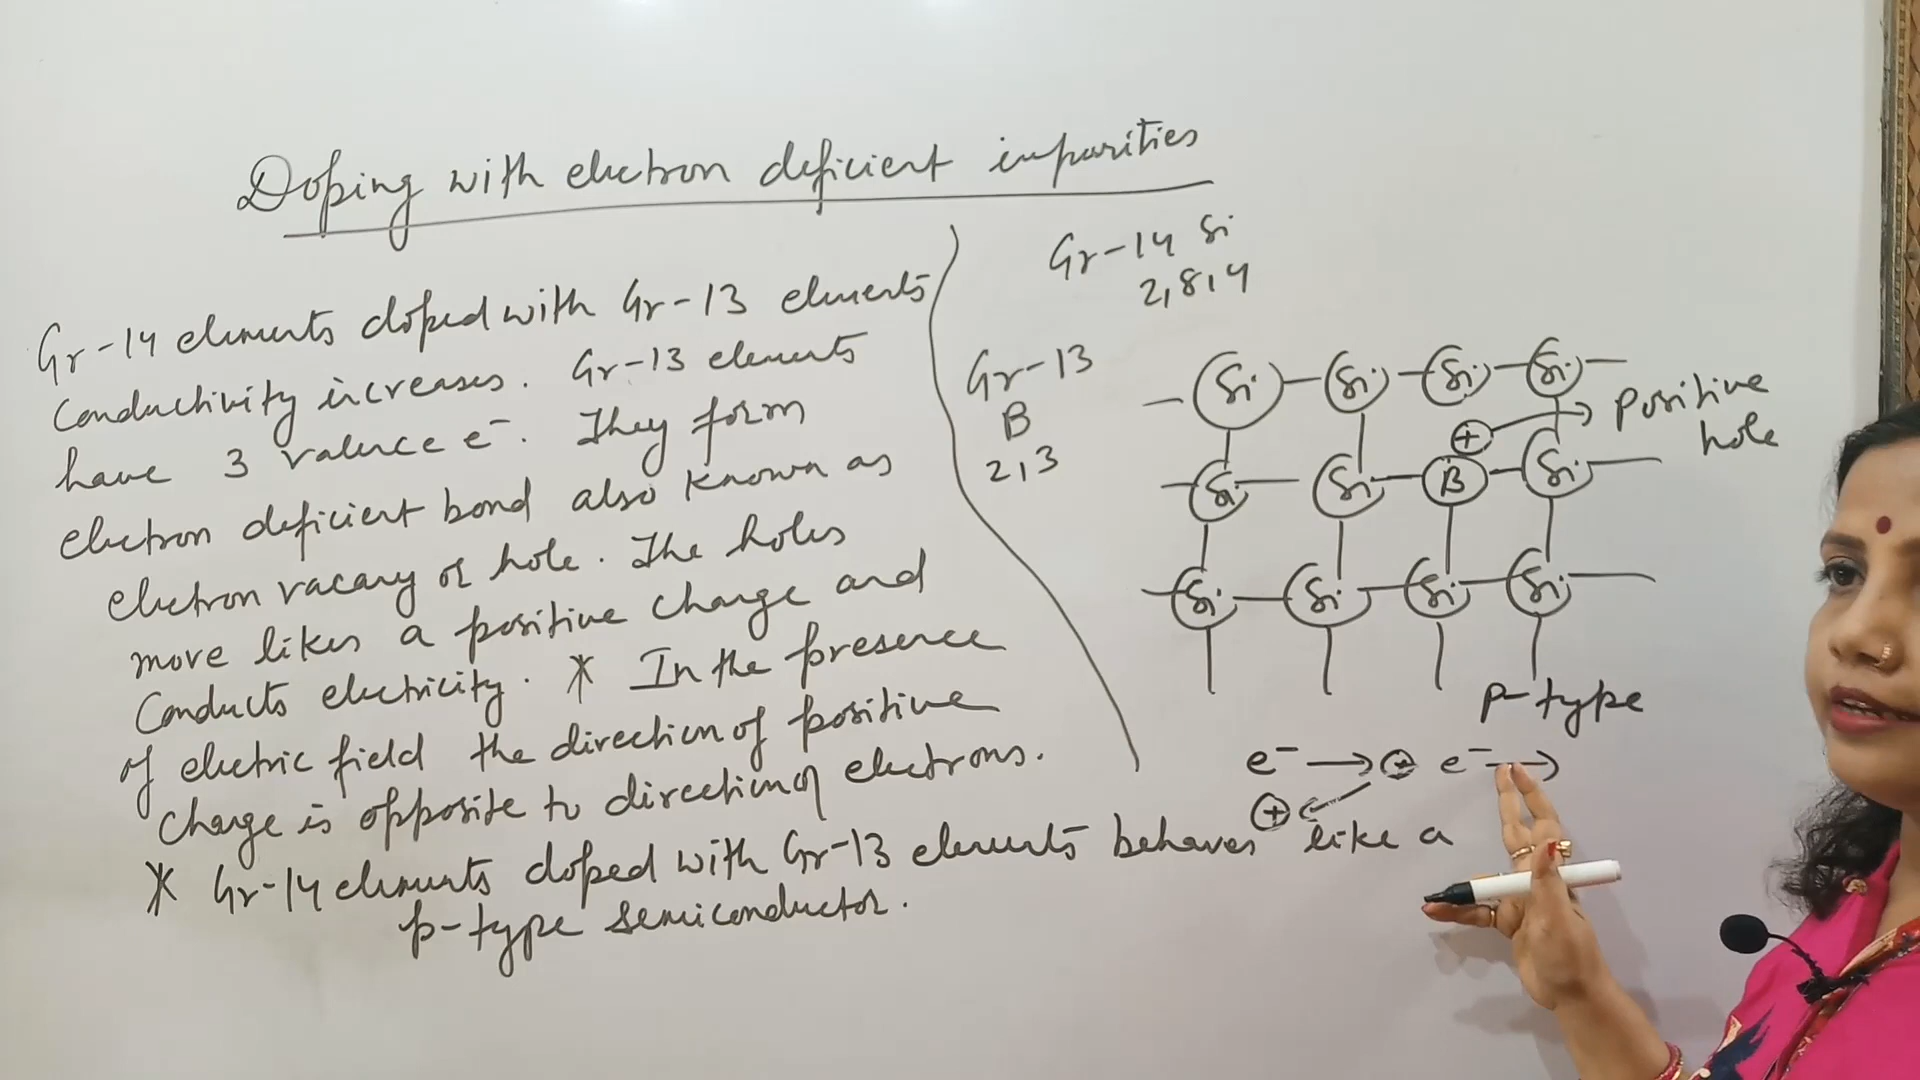 Doping with electron deficient impurities
Gr-14 elements doped with Gr-13 elements
Conductivity increases. Gr-13 elements
have 3 valence e⁻. They form
electron deficient bond also known as
electron vacany or hole. The holes
move likes a positive charge and
Conducts electricity. * In the presence
of electric field the direction of positive
charge is opposite to direction of electrons.
* Gr-14 elements doped with Gr-13 elements behaves like a
p-type semiconductor.
Gr-14 Si
2,8,4
Gr-13
B
2,3
Si Si Si Si
+ → Positive
hole
Si Si B Si
Si Si Si Si
P-type
e⁻ → + e⁻ →
+ ←